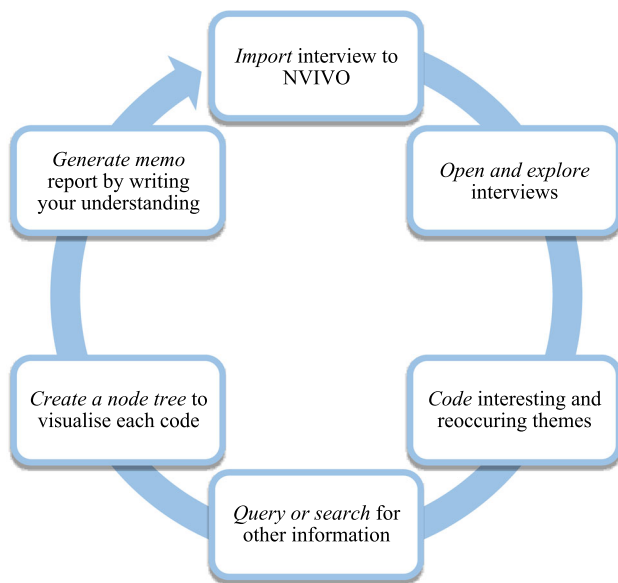 Import interview to
NVIVO
Open and explore
interviews
Code interesting and
reoccuring themes
Query or search for
other information
Create a node tree to
visualise each code
Generate memo
report by writing
your understanding